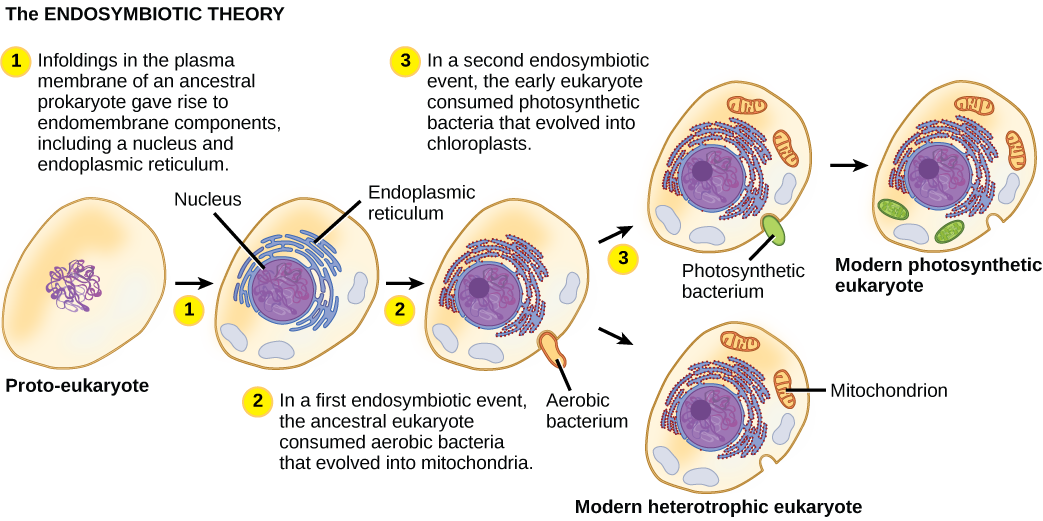 The ENDOSYMBIOTIC THEORY
1
Infoldings in the plasma
membrane of an ancestral
prokaryote gave rise to
endomembrane components,
including a nucleus and
endoplasmic reticulum.
3
In a second endosymbiotic
event, the early eukaryote
consumed photosynthetic
bacteria that evolved into
chloroplasts.
Nucleus
Endoplasmic
reticulum
1
2
3
Photosynthetic
bacterium
Modern photosynthetic
eukaryote
Proto-eukaryote
2
In a first endosymbiotic event,
the ancestral eukaryote
consumed aerobic bacteria
that evolved into mitochondria.
Aerobic
bacterium
Mitochondrion
Modern heterotrophic eukaryote